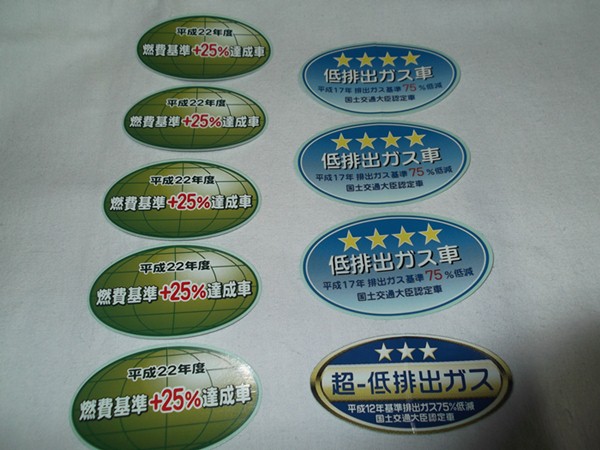 平成22年度
燃費基準+25%達成車
平成22年度
燃費基準+25%達成車
平成22年度
燃費基準+25%達成車
平成22年度
燃費基準+25%達成車
平成22年度
燃費基準+25%達成車
★★★★
低排出ガス車
平成17年 排出ガス基準 75%低減
国土交通大臣認定車
★★★★
低排出ガス車
平成17年 排出ガス基準 75%低減
国土交通大臣認定車
★★★★
低排出ガス車
平成17年 排出ガス基準 75%低減
国土交通大臣認定車
★★★
超-低排出ガス
平成12年基準排出ガス75%低減
国土交通大臣認定車